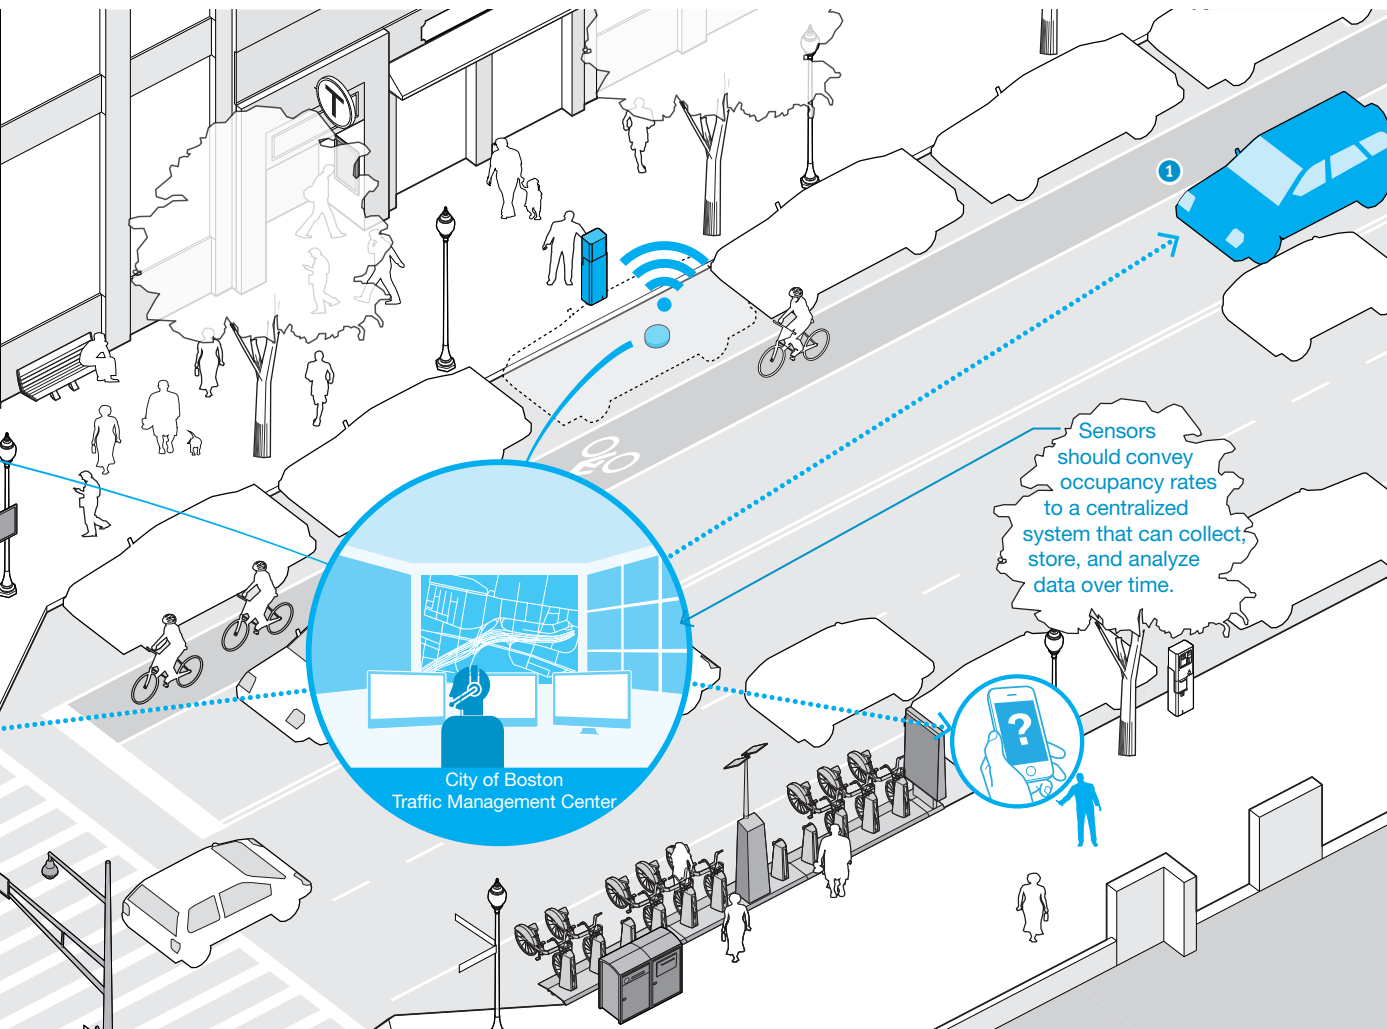 T
1
Sensors
should convey
occupancy rates
to a centralized
system that can collect,
store, and analyze
data over time.
?
City of Boston
Traffic Management Center